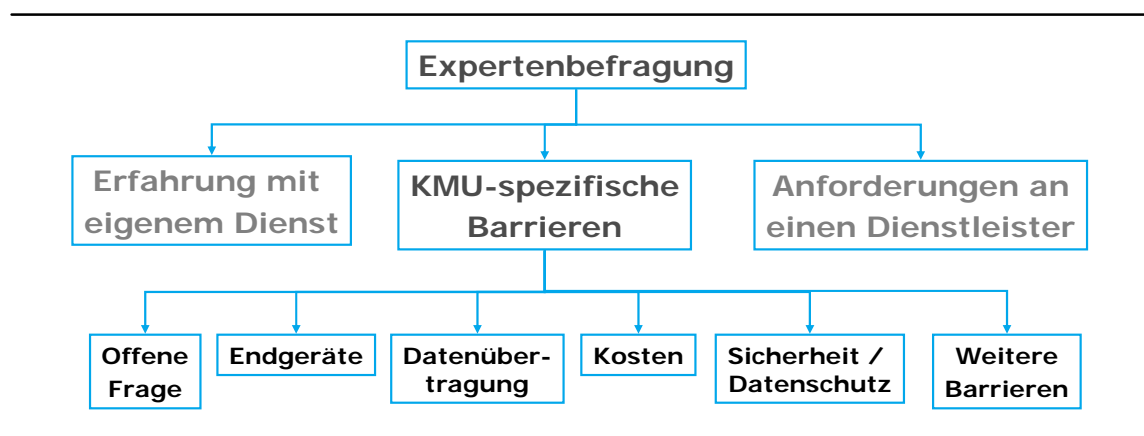 Expertenbefragung
Erfahrung mit
eigenem Dienst
KMU-spezifische
Barrieren
Anforderungen an
einen Dienstleister
Offene
Frage
Endgeräte
Datenüber-
tragung
Kosten
Sicherheit /
Datenschutz
Weitere
Barrieren